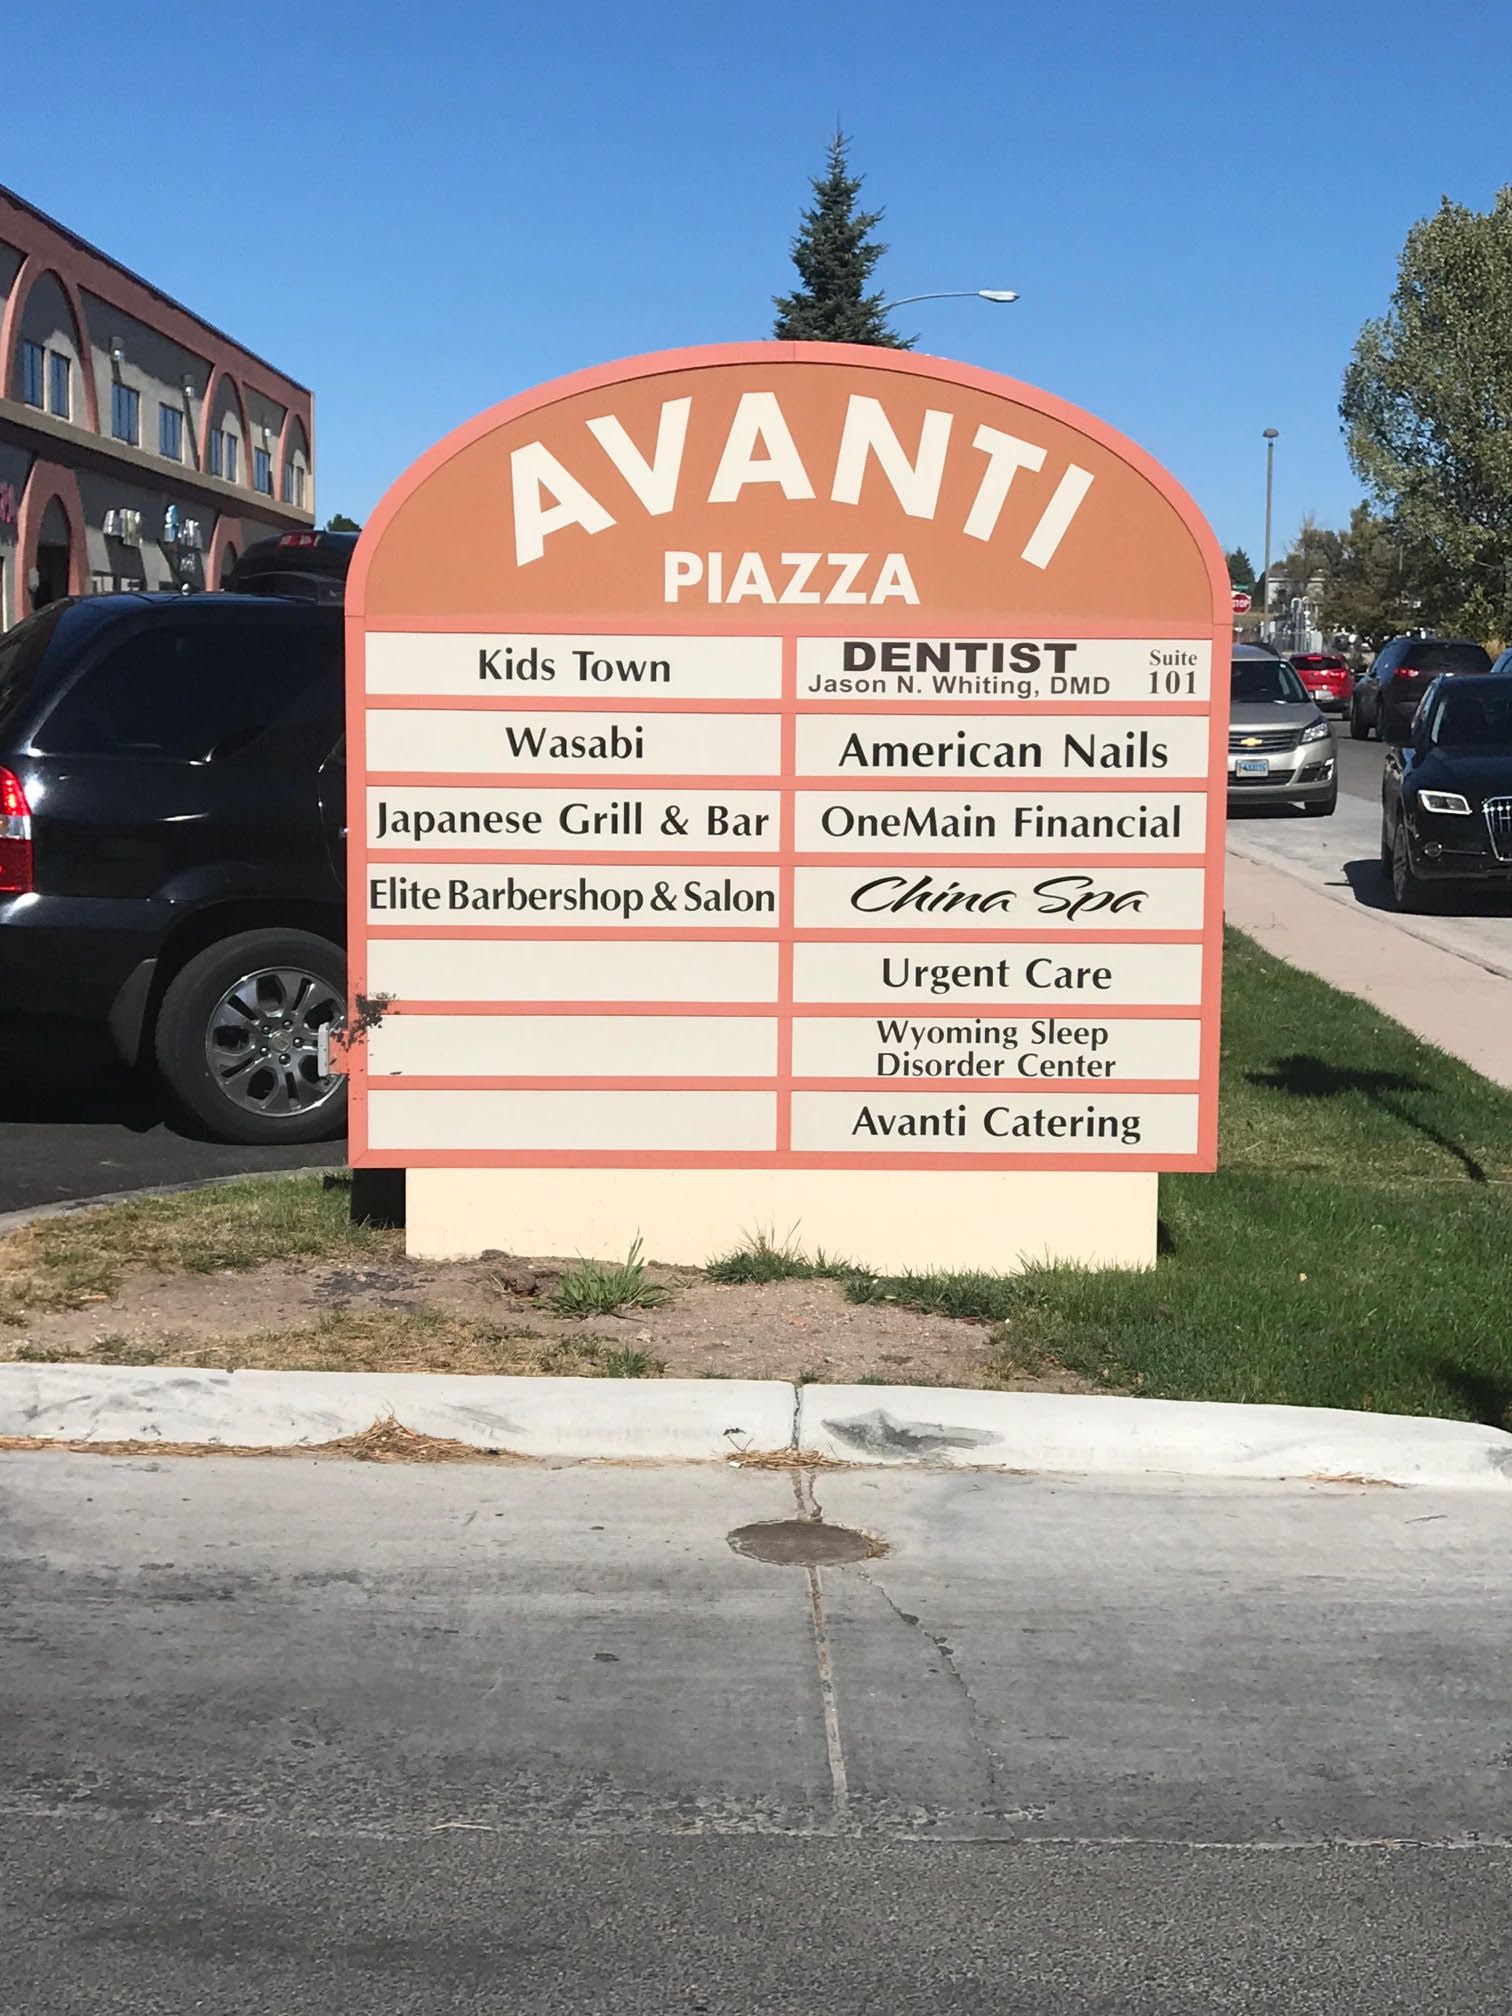 AVANTI
PIAZZA
Kids Town
Wasabi
Japanese Grill & Bar
Elite Barbershop & Salon
DENTIST
Jason N. Whiting, DMD
Suite
101
American Nails
OneMain Financial
China Spa
Urgent Care
Wyoming Sleep
Disorder Center
Avanti Catering
STOP